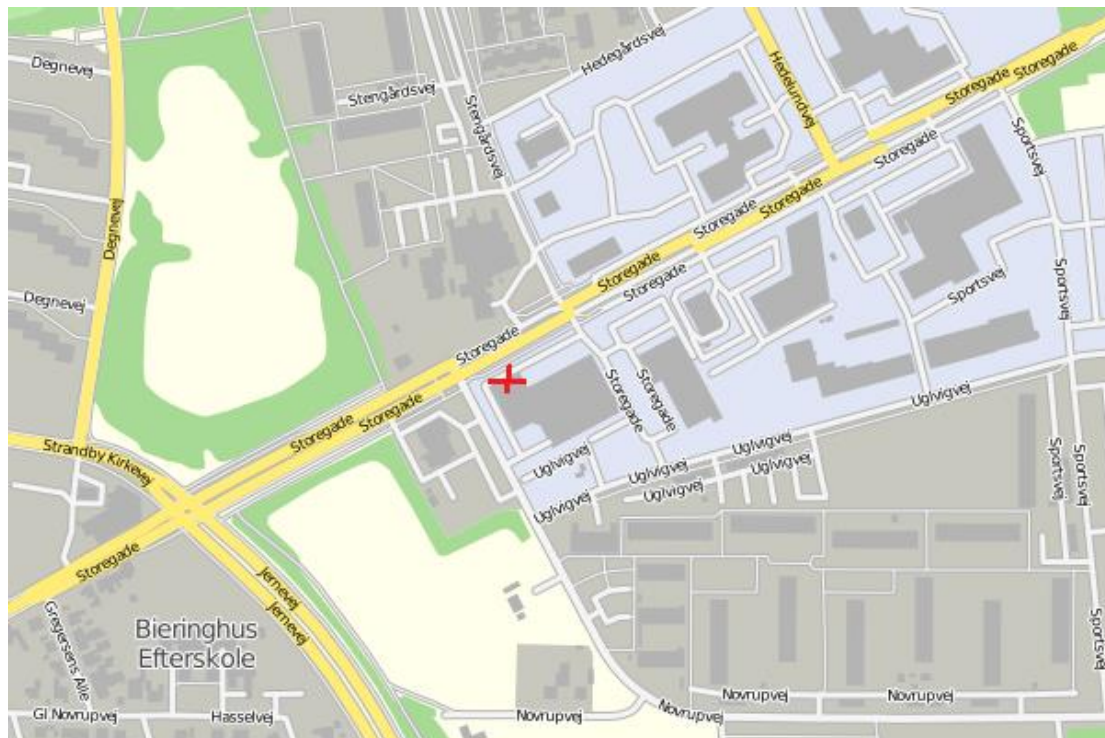 Degnevej
Hedegårdsvej
Storegade
Storegade
Hedelundvej
Stengårdsvej
Stengårdsvej
Storegade
Sportsvej
Degnevej
Storegade
Storegade
Storegade
Storegade
Storegade
Sportsvej
Sportsvej
Degnevej
Storegade
Storegade
Storegade
Storegade
Storegade
Uglvigvej
Strandby Kirkevej
Uglvigvej
Uglvigvej
Uglvigvej
Uglvigvej
Uglvigvej
Sportsvej
Sportsvej
Storegade
Jernevej
Jernevej
Gregersens Alle
Bieringhus
Efterskole
Sportsvej
Gl Novrupvej
Hasselvej
Novrupvej
Novrupvej
Novrupvej
Novrupvej